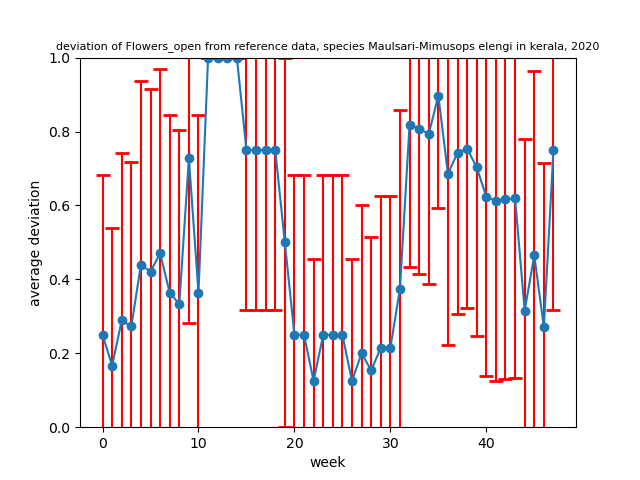 deviation of Flowers_open from reference data, species Maulsari-Mimusops elengi in kerala, 2020
1.0
0.8
0.6
0.4
0.2
0.0
average deviation
0 10 20 30 40
week